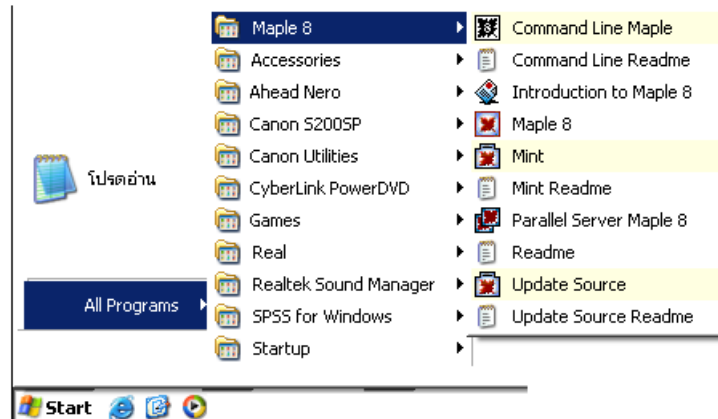 โปรดอ่าน
All Programs
Maple 8
Accessories
Ahead Nero
Canon S200SP
Canon Utilities
CyberLink PowerDVD
Games
Real
Realtek Sound Manager
SPSS for Windows
Startup
Command Line Maple
Command Line Readme
Introduction to Maple 8
Maple 8
Mint
Mint Readme
Parallel Server Maple 8
Readme
Update Source
Update Source Readme
Start